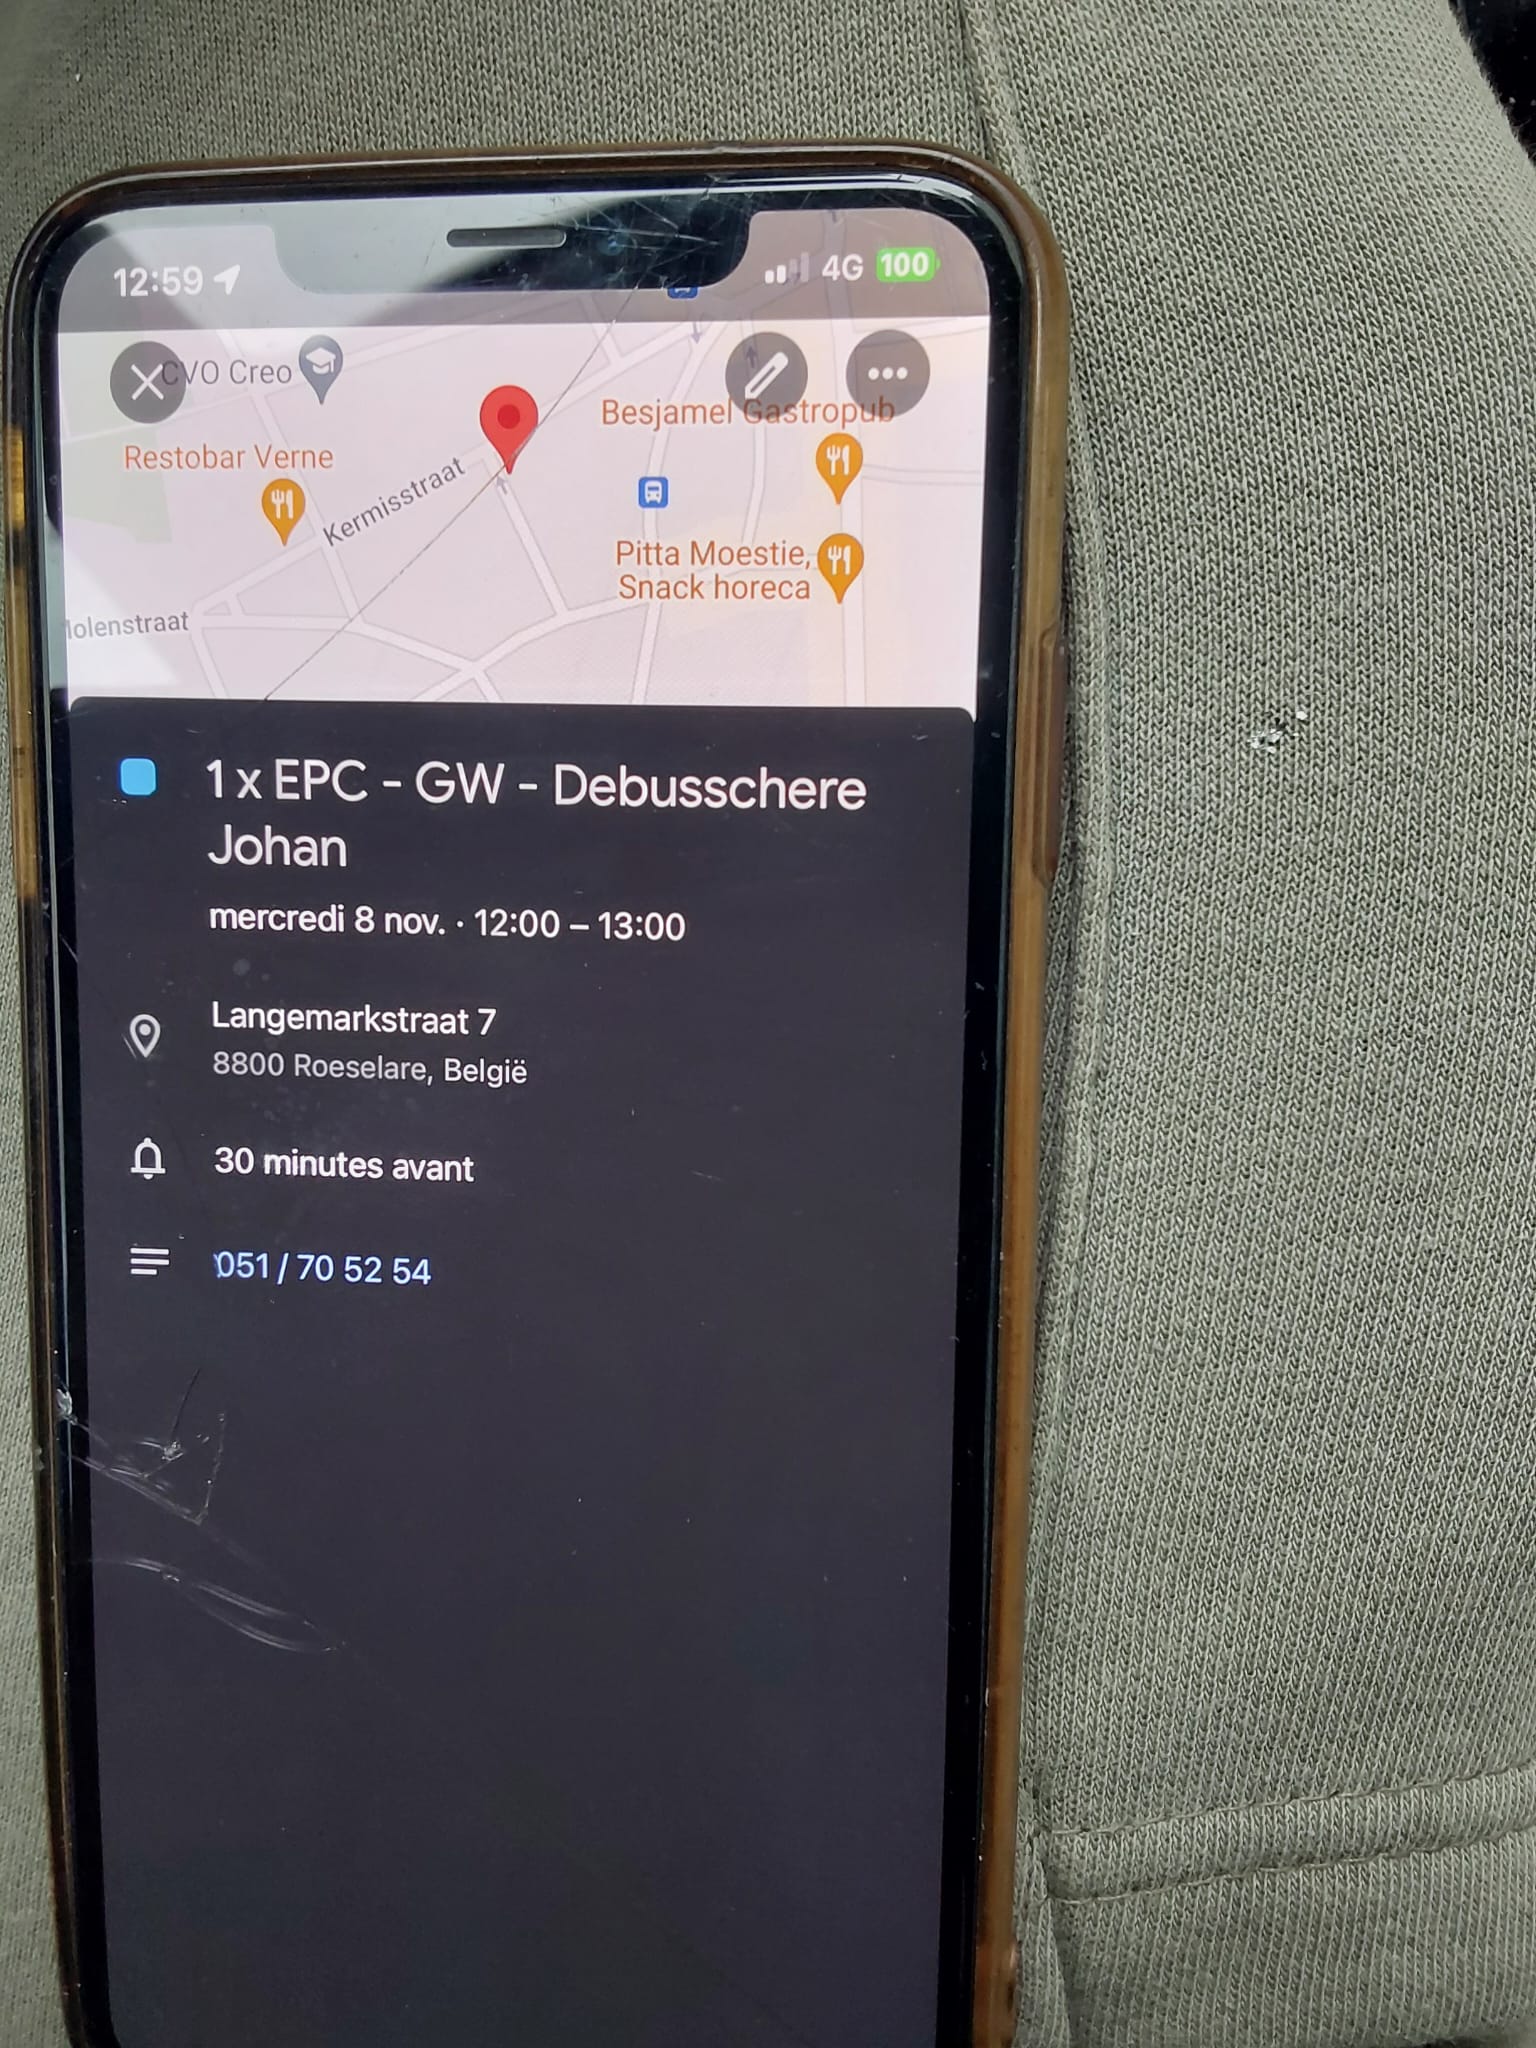 12:59
4G 100
CVO Creo
Besjamel Gastropub
Restobar Verne
Kermisstraat
Pitta Moestie,
Snack horeca
lolenstraat
1 x EPC - GW - Debusschere
Johan
mercredi 8 nov. · 12:00 – 13:00
Langemarkstraat 7
8800 Roeselare, België
30 minutes avant
051 / 70 52 54